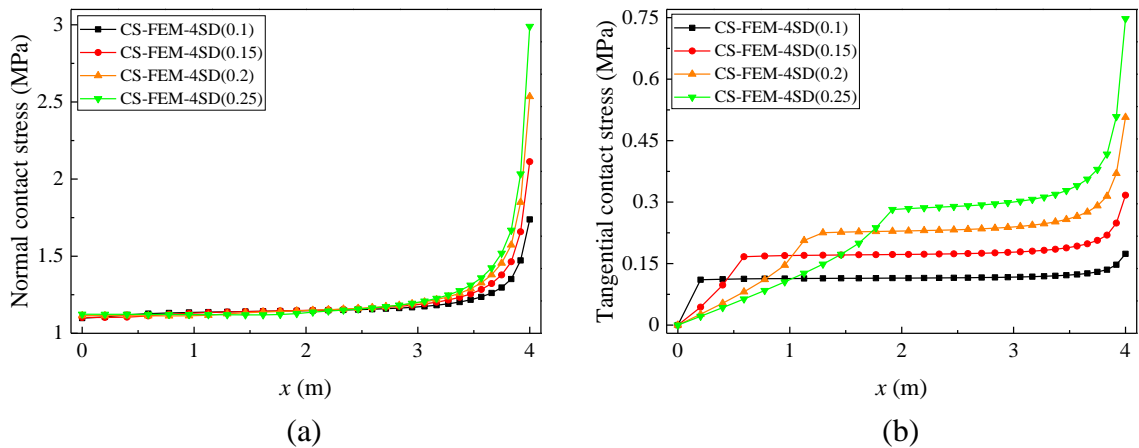 3
2.5
2
1.5
1
0
1
2
3
4
Normal contact stress (MPa)
x (m)
CS-FEM-4SD(0.1)
CS-FEM-4SD(0.15)
CS-FEM-4SD(0.2)
CS-FEM-4SD(0.25)
(a)
0.75
0.6
0.45
0.3
0.15
0
0
1
2
3
4
Tangential contact stress (MPa)
x (m)
CS-FEM-4SD(0.1)
CS-FEM-4SD(0.15)
CS-FEM-4SD(0.2)
CS-FEM-4SD(0.25)
(b)